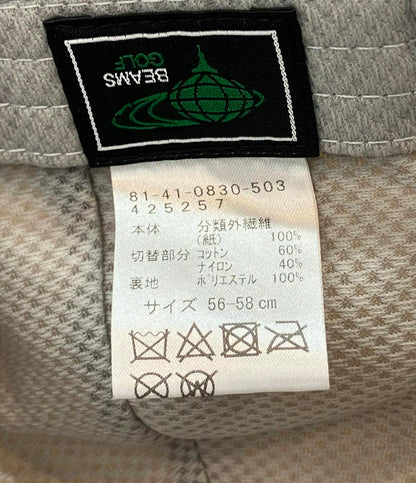 BEAMS
GOLF
81-41-0830-503
425257
本体 分類外繊維
(紙) 100%
切替部分 コットン 60%
ナイロン 40%
裏地 ポリエステル 100%
サイズ 56-58cm
W